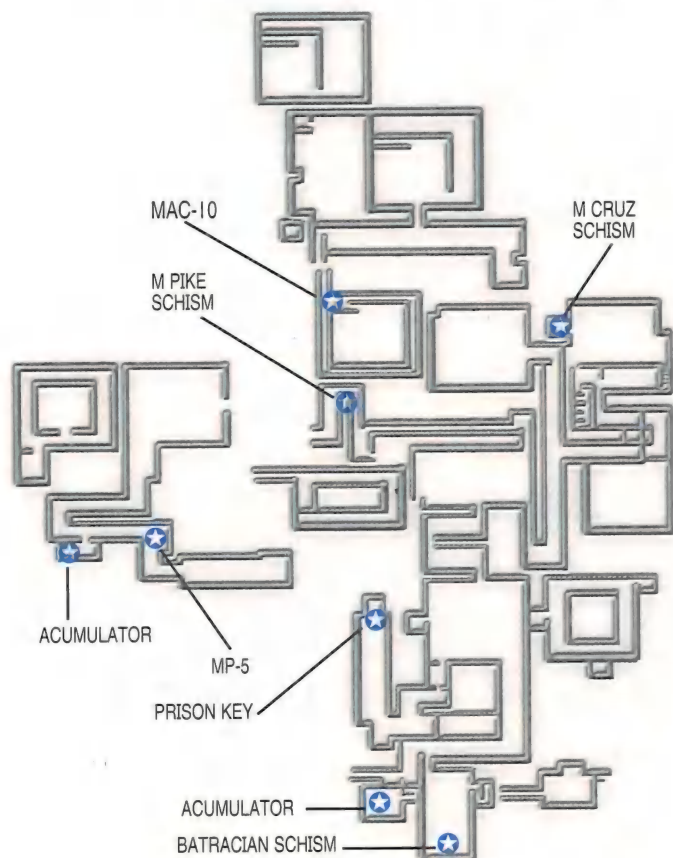 MAC-10
M CRUZ
SCHISM
M PIKE
SCHISM
ACUMULATOR
MP-5
PRISON KEY
ACUMULATOR
BATRACIAN SCHISM